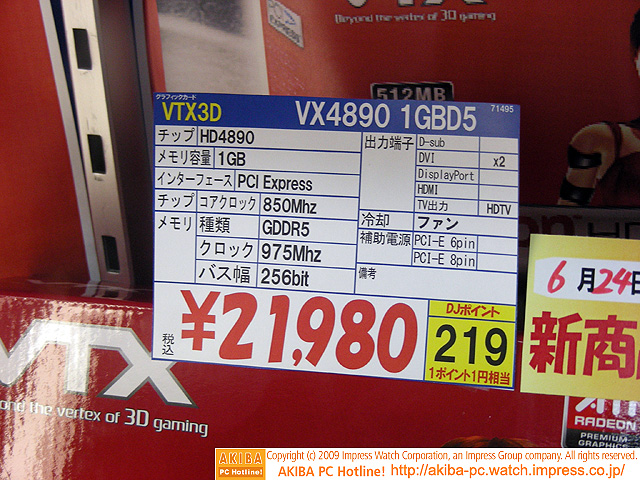 Beyond the vertex of 3D gaming
EXPRESS
512MB
グラフィックカード
VTX3D VX4890 1GBD5 71495
チップ HD4890
メモリ容量 1GB
インターフェース PCI Express
チップ コアクロック 850Mhz
メモリ 種類 GDDR5
クロック 975Mhz
バス幅 256bit
出力端子 D-sub
DVI x2
DisplayPort
HDMI
TV出力 HDTV
冷却 ファン
補助電源 PCI-E 6pin
PCI-E 8pin
備考
税込 ¥21,980
DJポイント
219
1ポイント1円相当
6月24日
新商
VTX
ond the vertex of 3D gaming
ATI
RADEON
PREMIUM
GRAPHICS
AKIBA
PC Hotline!
Copyright (c) 2009 Impress Watch Corporation, an Impress Group company. All rights reserved.
AKIBA PC Hotline! http://akiba-pc.watch.impress.co.jp/